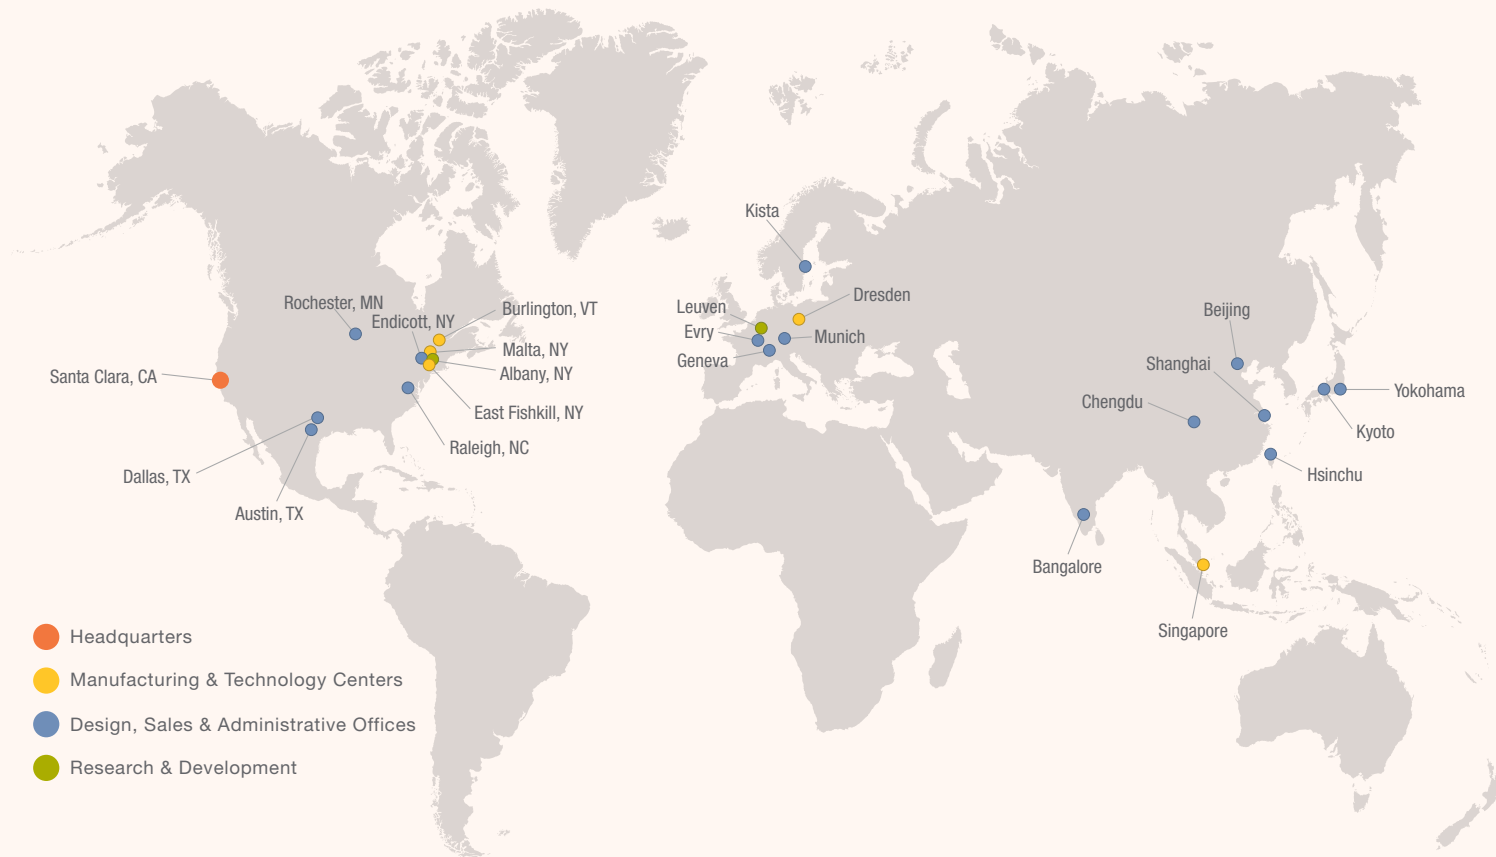 Kista
Dresden
Leuven
Evry
Munich
Geneva
Rochester, MN
Endicott, NY
Burlington, VT
Malta, NY
Albany, NY
Santa Clara, CA
East Fishkill, NY
Raleigh, NC
Dallas, TX
Austin, TX
Beijing
Shanghai
Chengdu
Yokohama
Kyoto
Hsinchu
Bangalore
Singapore
Headquarters
Manufacturing & Technology Centers
Design, Sales & Administrative Offices
Research & Development